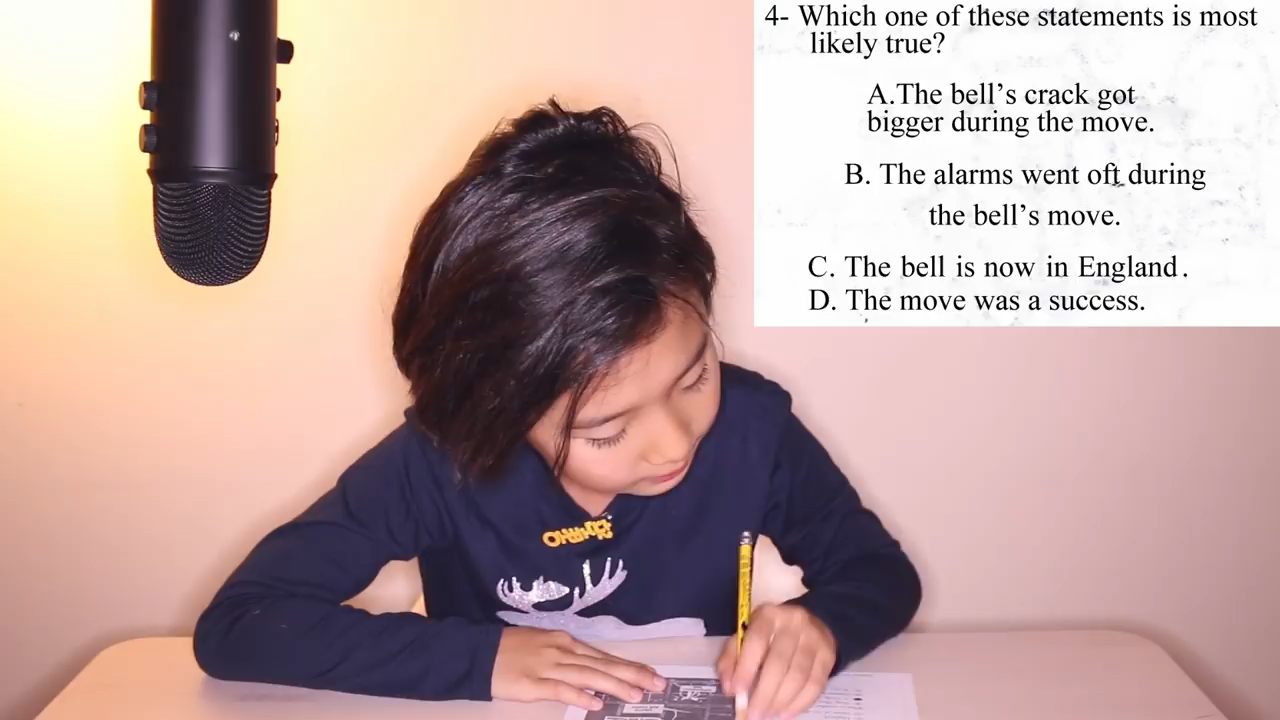 4- Which one of these statements is most
likely true?
A.The bell's crack got
bigger during the move.
B. The alarms went oft during
the bell's move.
C. The bell is now in England.
D. The move was a success.